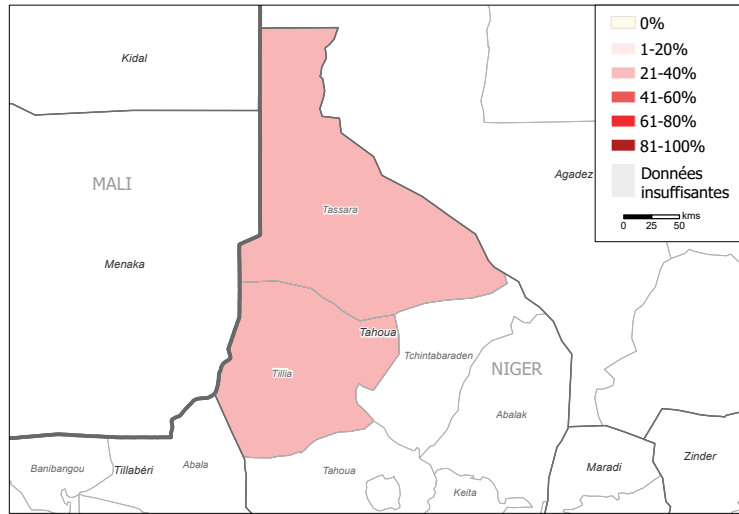 Kidal
MALI
Menaka
Tassara
Agadez
Tahoua
Tillia
Tchintabaraden
NIGER
Abalak
Banibangou
Tillabéri
Abala
Tahoua
Keita
Maradi
Zinder
0%
1-20%
21-40%
41-60%
61-80%
81-100%
Données
insuffisantes
kms
0 25 50